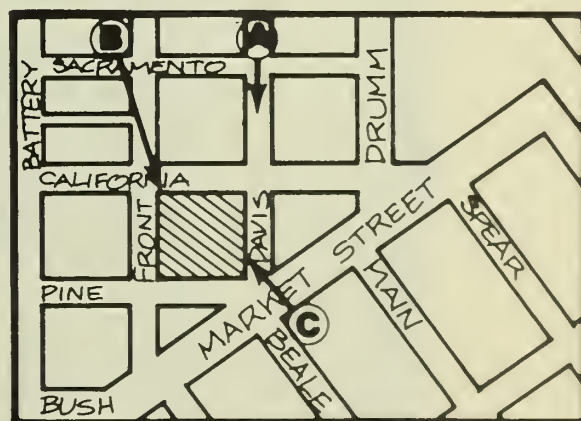 B
A
SACRAMENTO
BATTERY
DRUMM
CALIFORNIA
FRONT
DAVIS
MARKET STREET
SPEAR
PINE
MAIN
C
BEALE
BUSH